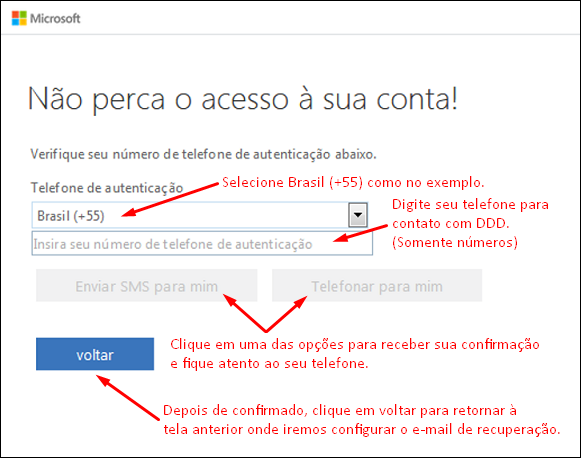 Microsoft
Não perca o acesso à sua conta!
Verifique seu número de telefone de autenticação abaixo.
Telefone de autenticação
Selecione Brasil (+55) como no exemplo.
Brasil (+55)
Digite seu telefone para
contato com DDD.
(Somente números)
Insira seu número de telefone de autenticação
Enviar SMS para mim
Telefonar para mim
Clique em uma das opções para receber sua confirmação
e fique atento ao seu telefone.
voltar
Depois de confirmado, clique em voltar para retornar à
tela anterior onde iremos configurar o e-mail de recuperação.